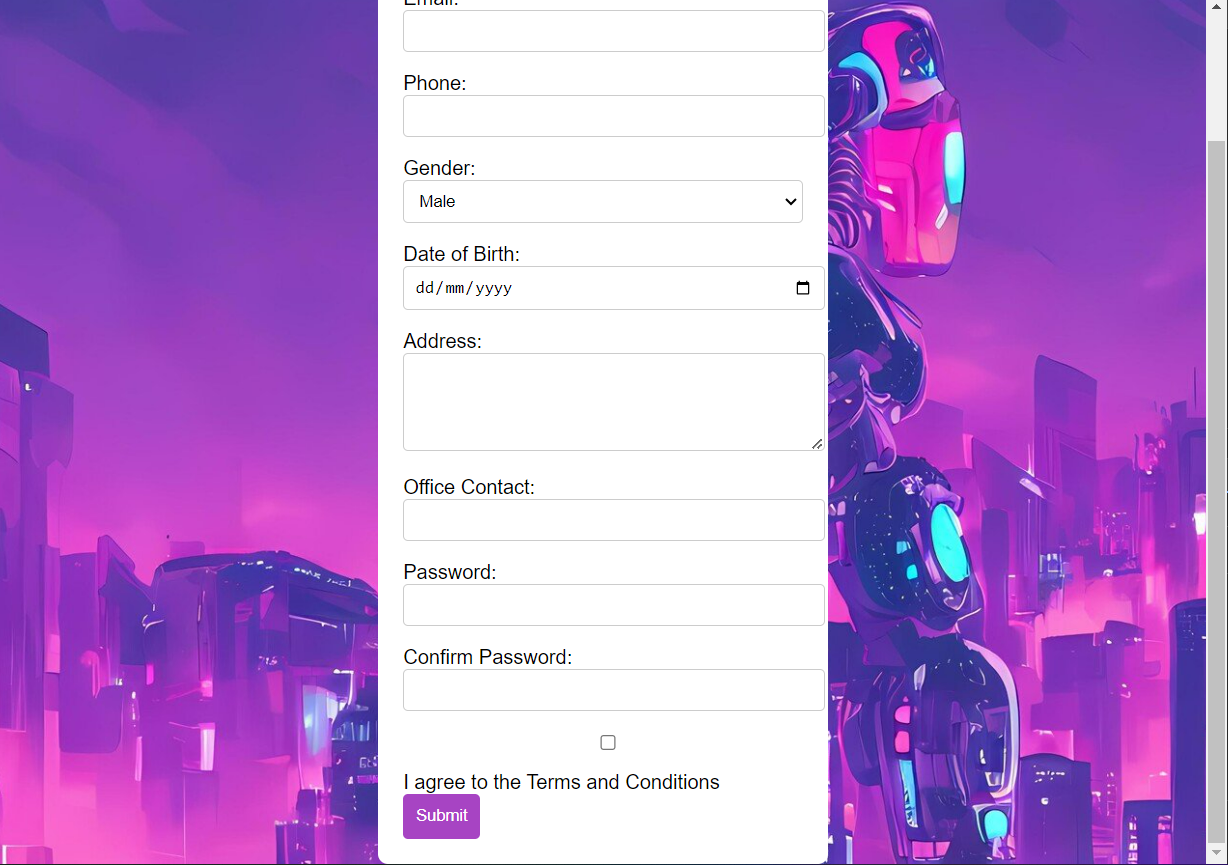 Email:
Phone:
Gender:
Male
Date of Birth:
dd/mm/yyyy
Address:
Office Contact:
Password:
Confirm Password:
I agree to the Terms and Conditions
Submit